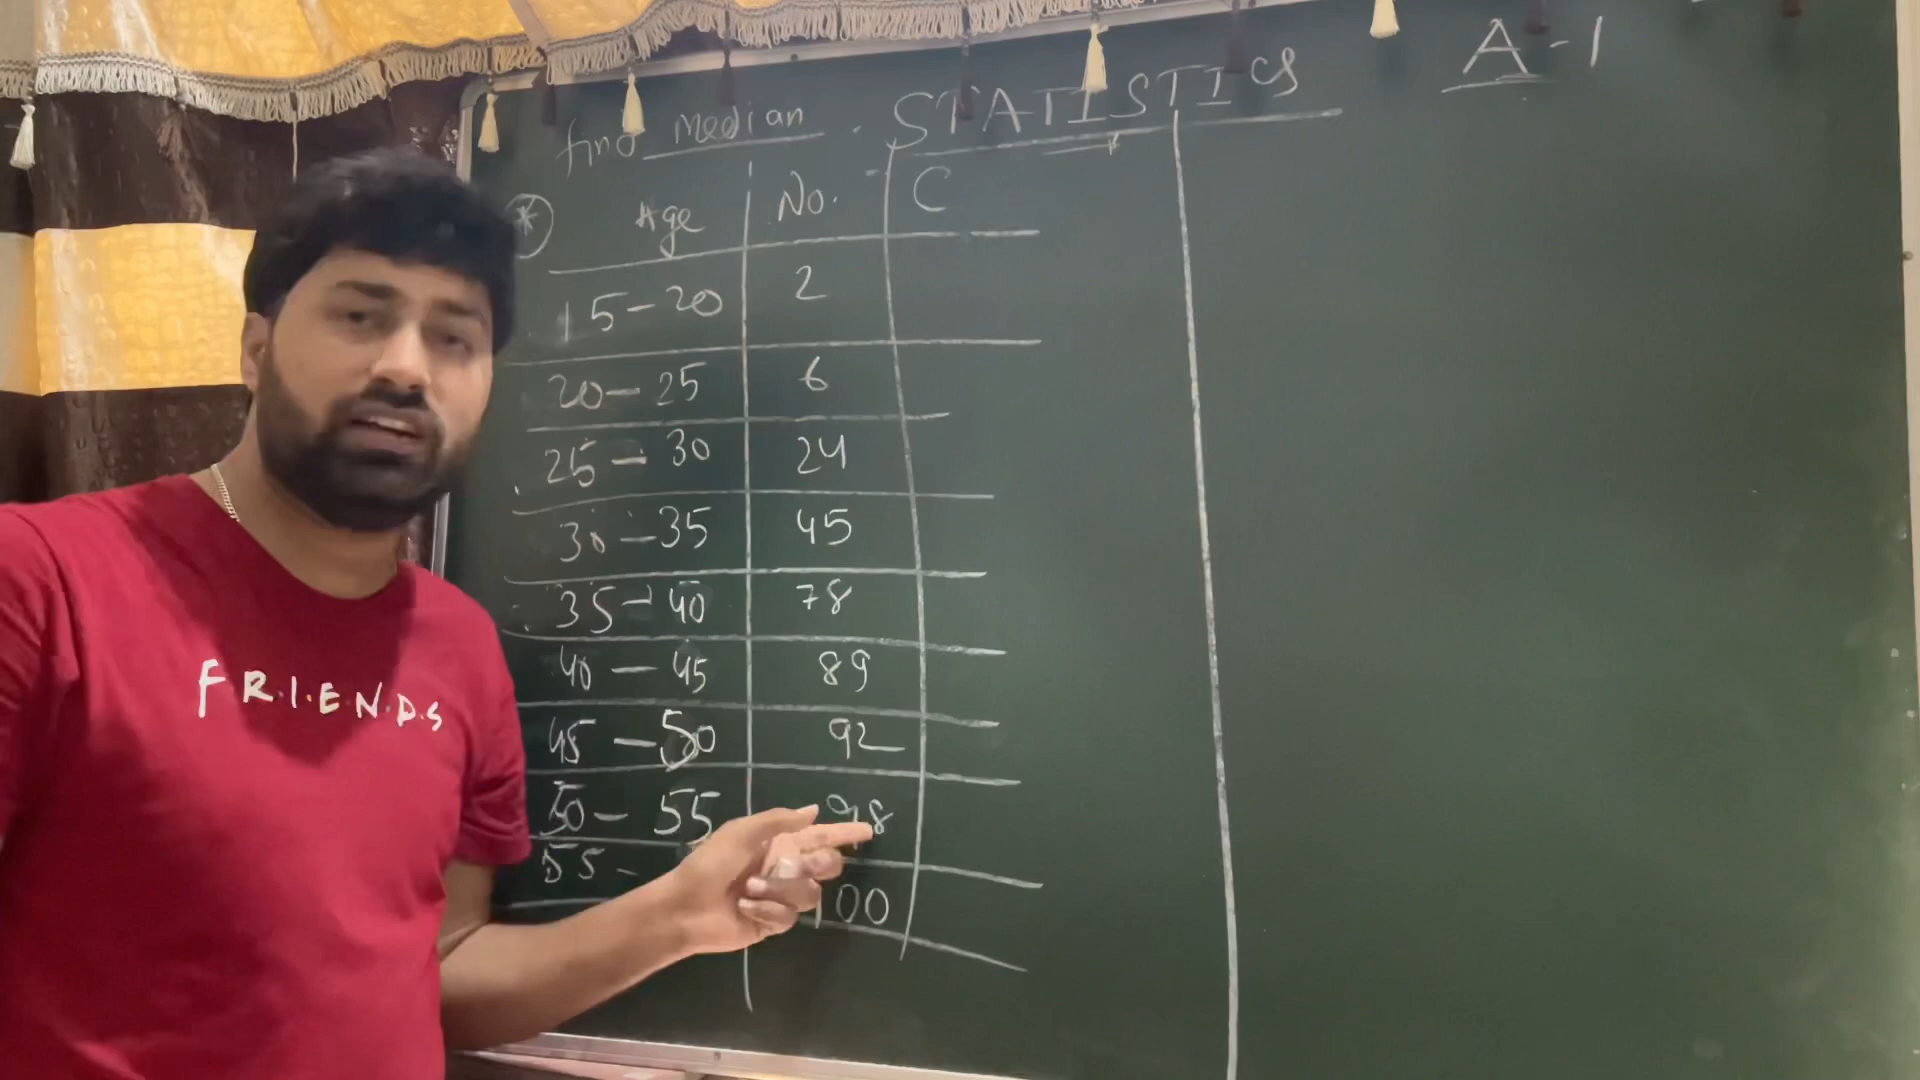 A-1
find Median . STATISTICS
* Age No. C
15-20 2
20-25 6
25-30 24
30-35 45
35-40 78
40-45 89
45-50 92
50-55 98
55- 100
F.R.I.E.N.D.S